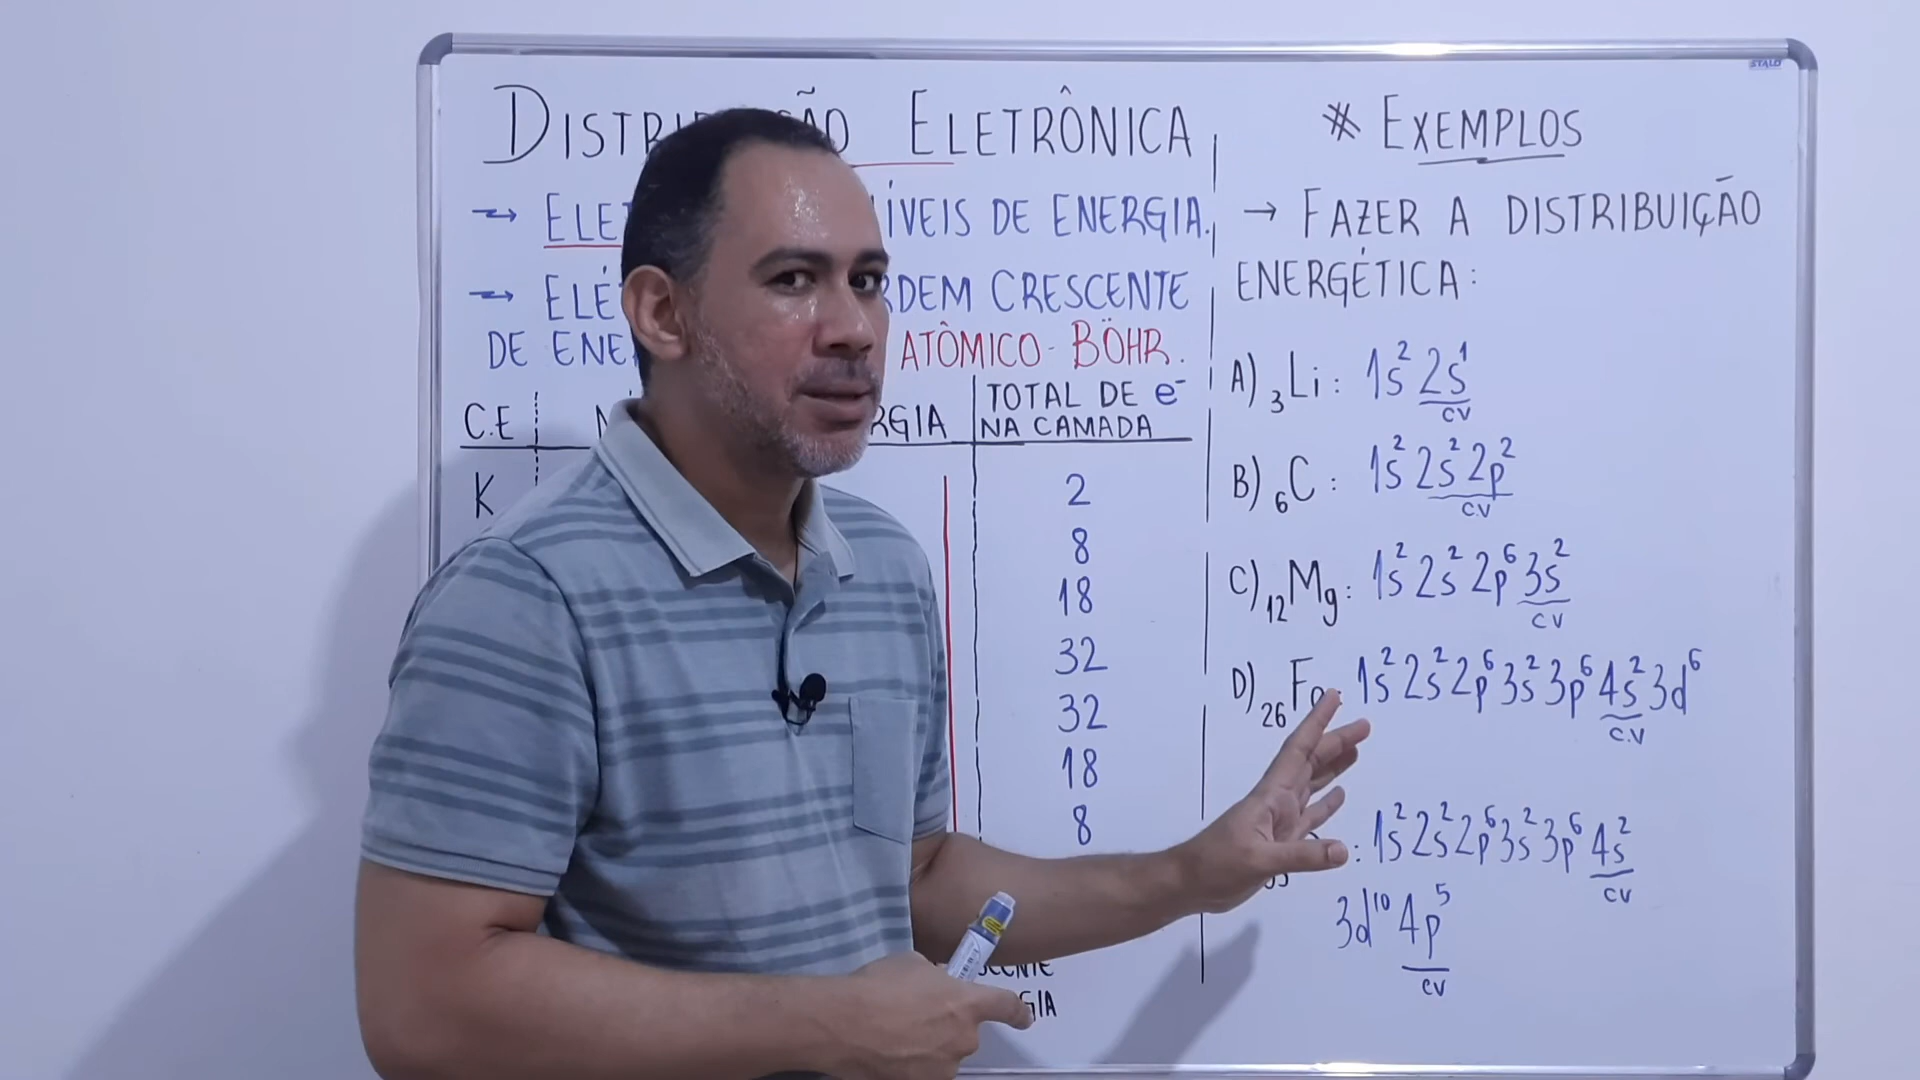 DISTRI ÃO ELETRÔNICA
ELE ÍVEIS DE ENERGIA.
ELÉ RDEM CRESCENTE
DE ENE ATÔMICO-BÖHR.
C.E N RGIA TOTAL DE e⁻
NA CAMADA
K 2
8
18
32
32
18
8
GIA
STALO
* EXEMPLOS
→ FAZER A DISTRIBUIÇÃO
ENERGÉTICA:
A) ₃Li: 1s² 2s¹
CV
B) ₆C: 1s² 2s² 2p²
C.V
C) ₁₂Mg: 1s² 2s² 2p⁶ 3s²
CV
D) ₂₆Fe: 1s² 2s² 2p⁶ 3s² 3p⁶ 4s² 3d⁶
C.V
: 1s² 2s² 2p⁶ 3s² 3p⁶ 4s²
CV
3d¹⁰ 4p⁵
CV